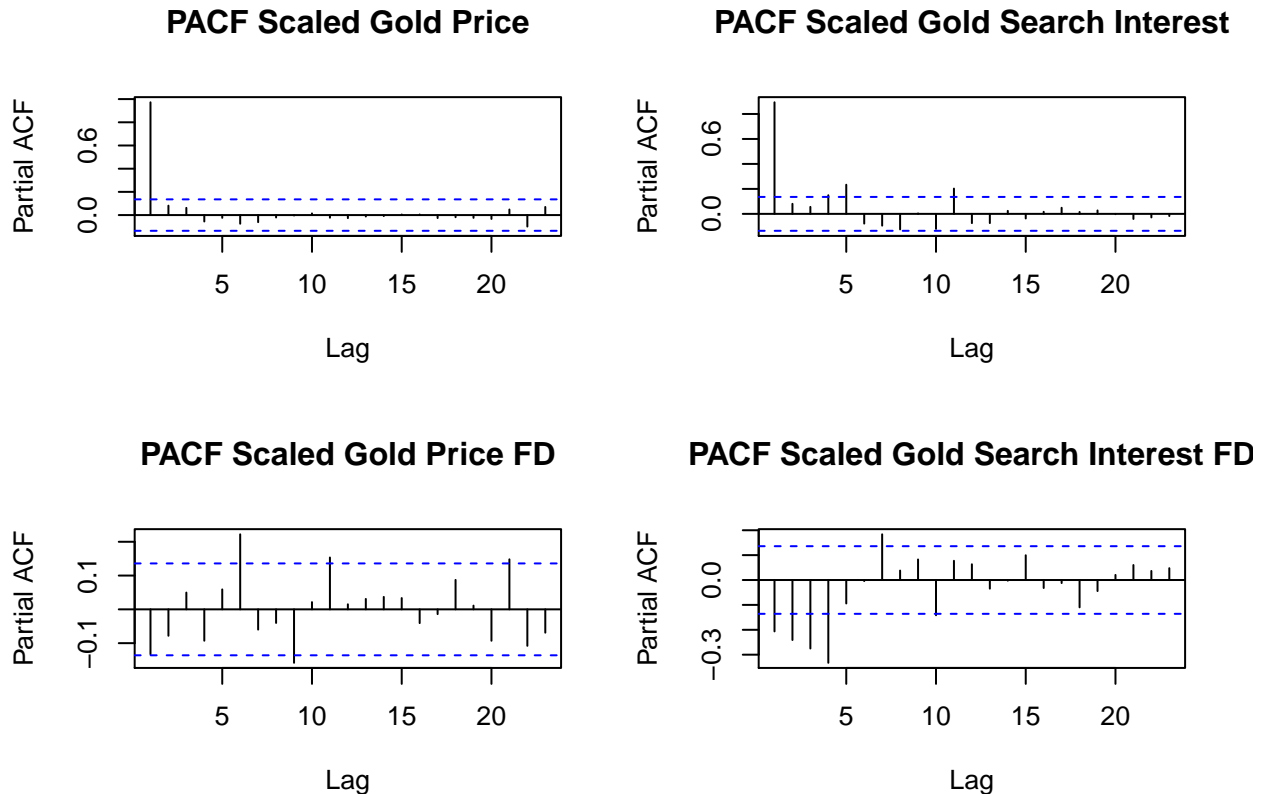 PACF Scaled Gold Price
Partial ACF
0.0 0.6
5 10 15 20
Lag
PACF Scaled Gold Search Interest
Partial ACF
0.0 0.6
5 10 15 20
Lag
PACF Scaled Gold Price FD
Partial ACF
−0.1 0.1
5 10 15 20
Lag
PACF Scaled Gold Search Interest FD
Partial ACF
−0.3 0.0
5 10 15 20
Lag